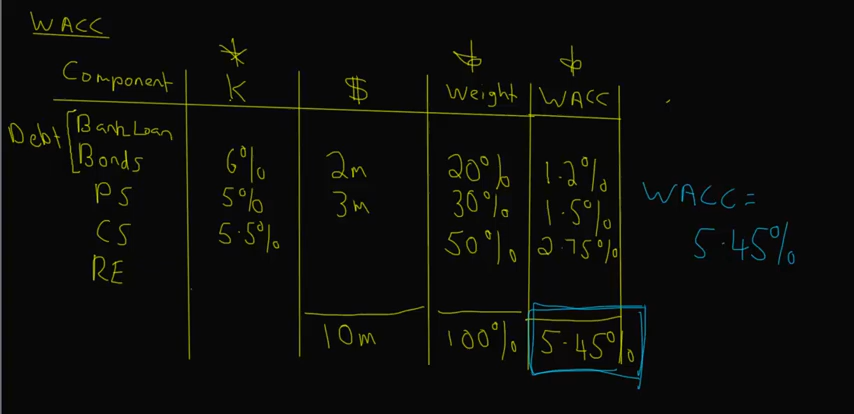 WACC
Component k $ Weight WACC
Debt Bank Loan
Bonds 6% 2m 20% 1.2%
PS 5% 3m 30% 1.5%
CS 5.5% 50% 2.75%
RE
10m 100% 5.45%
WACC =
5.45%